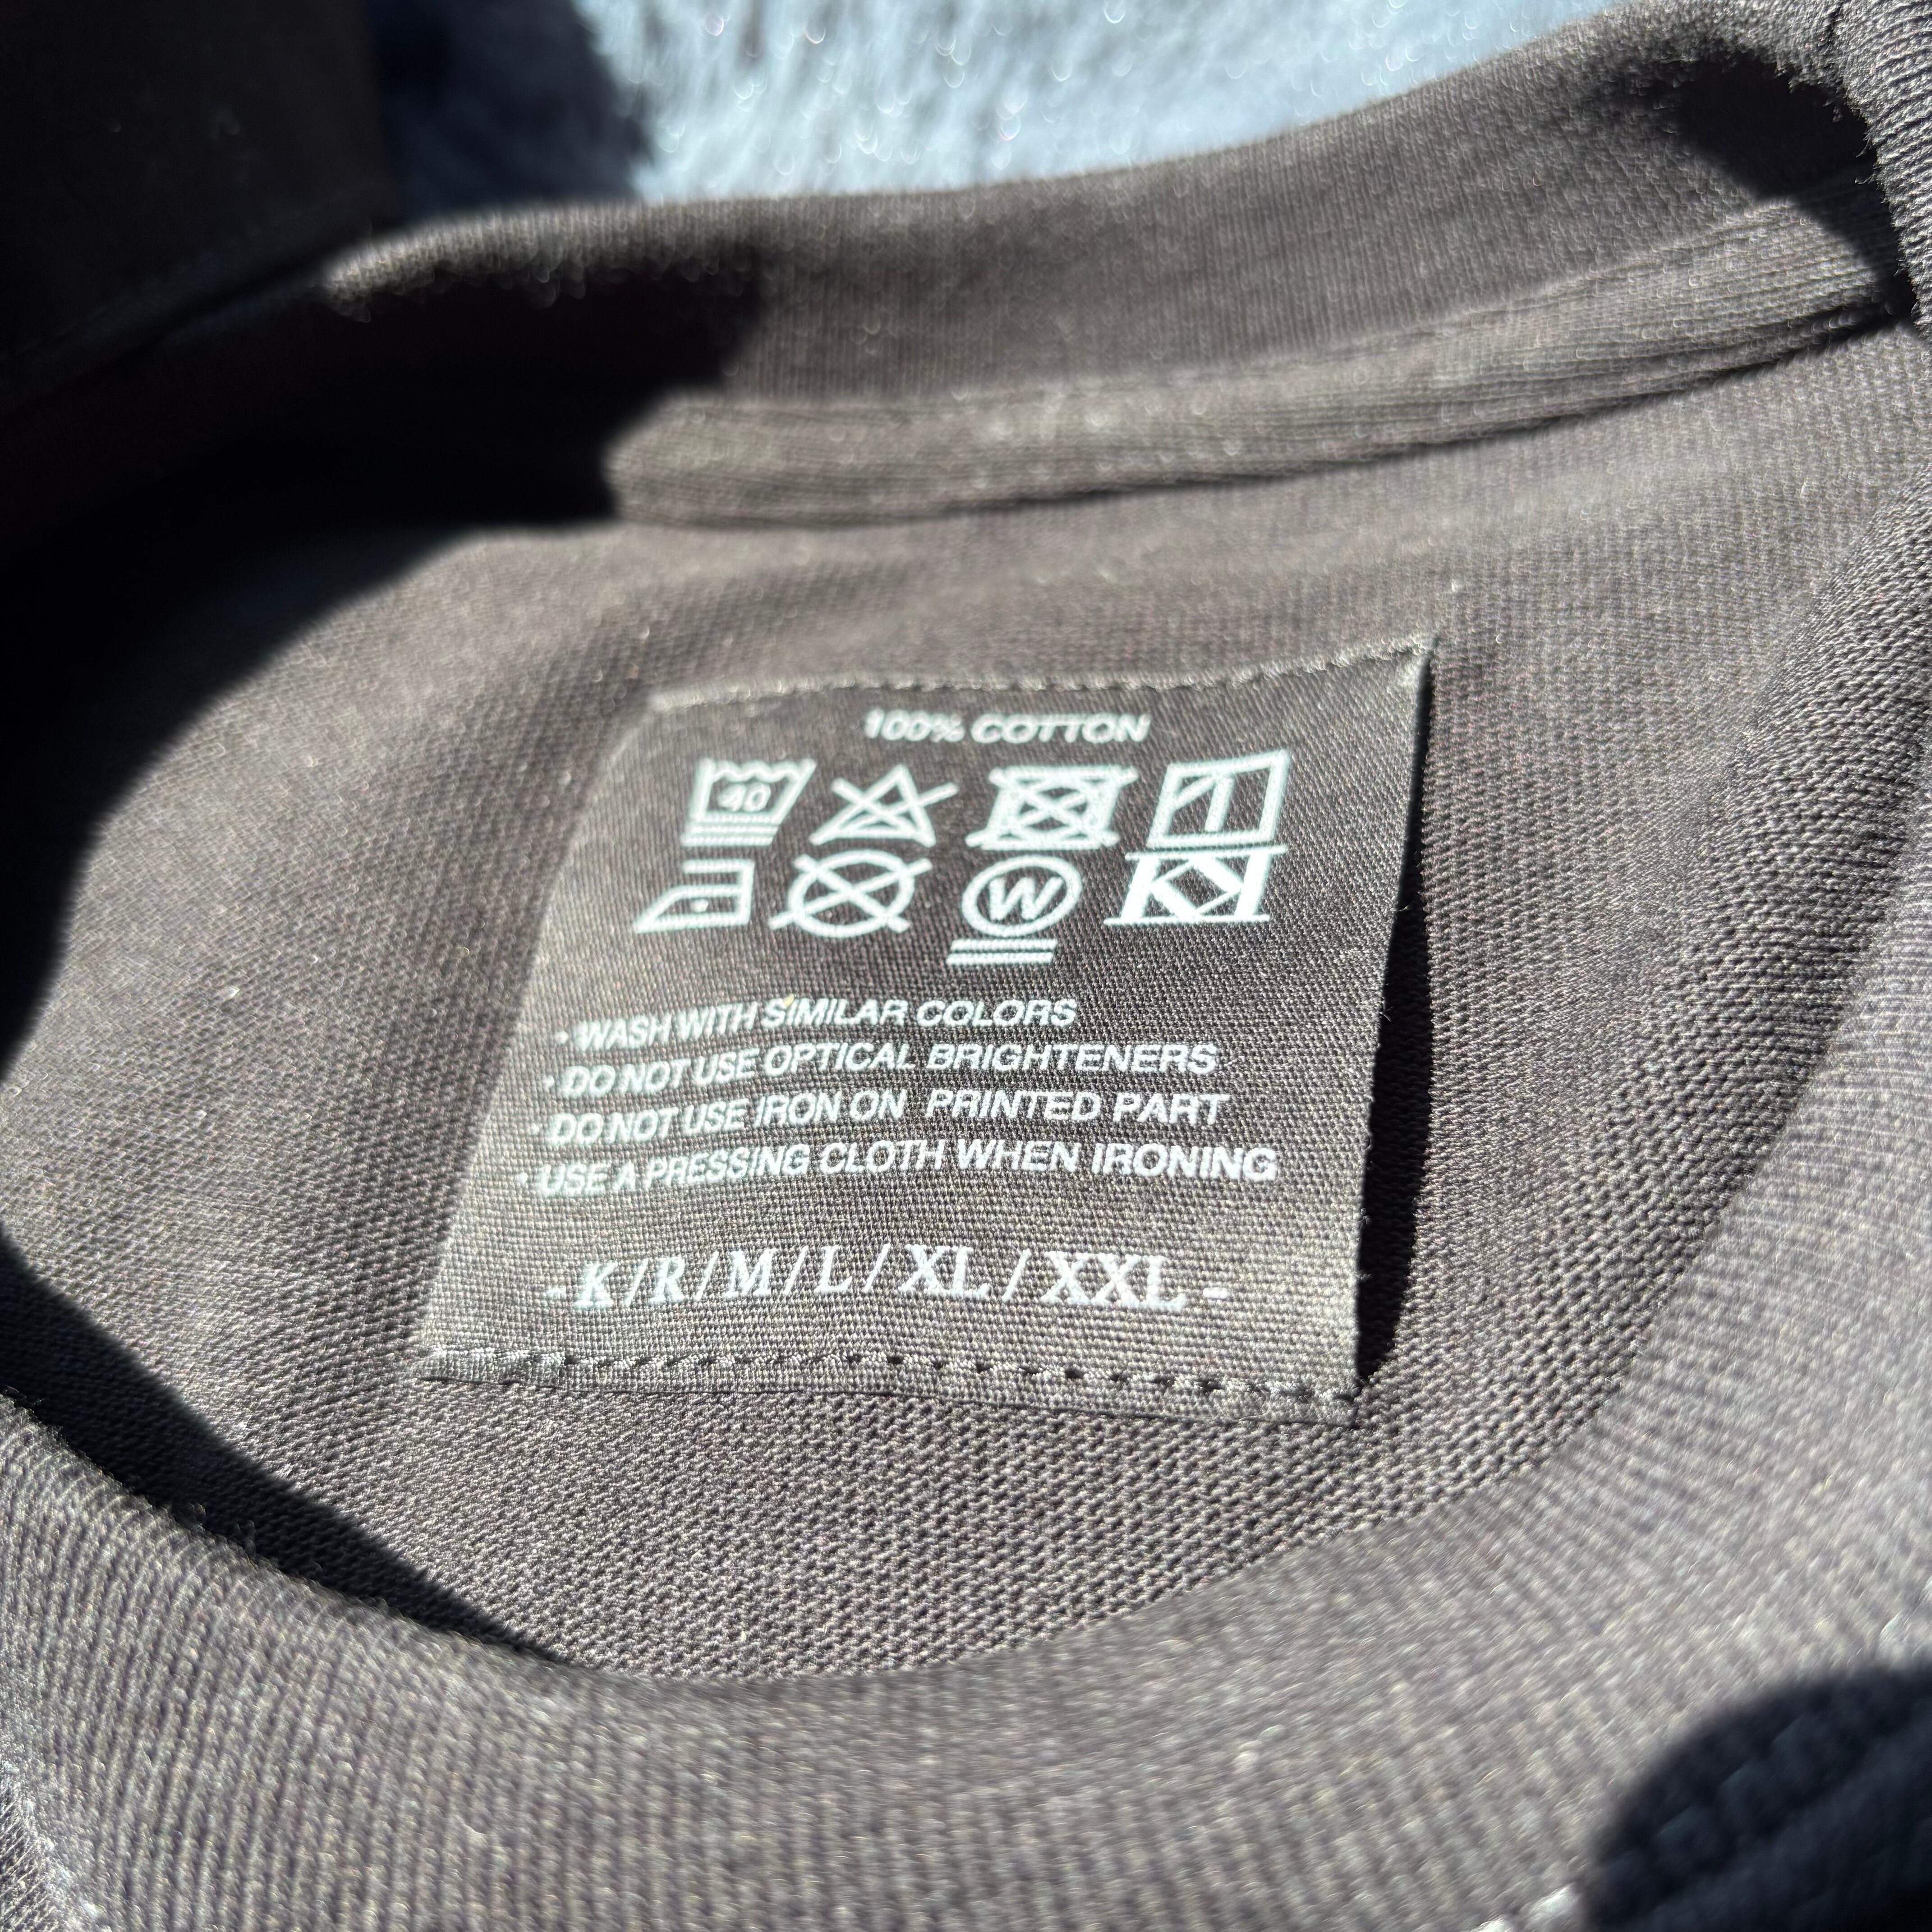 100% COTTON
40
W
· WASH WITH SIMILAR COLORS
· DO NOT USE OPTICAL BRIGHTENERS
· DO NOT USE IRON ON PRINTED PART
· USE A PRESSING CLOTH WHEN IRONING
- K / R / M / L / XL / XXL -